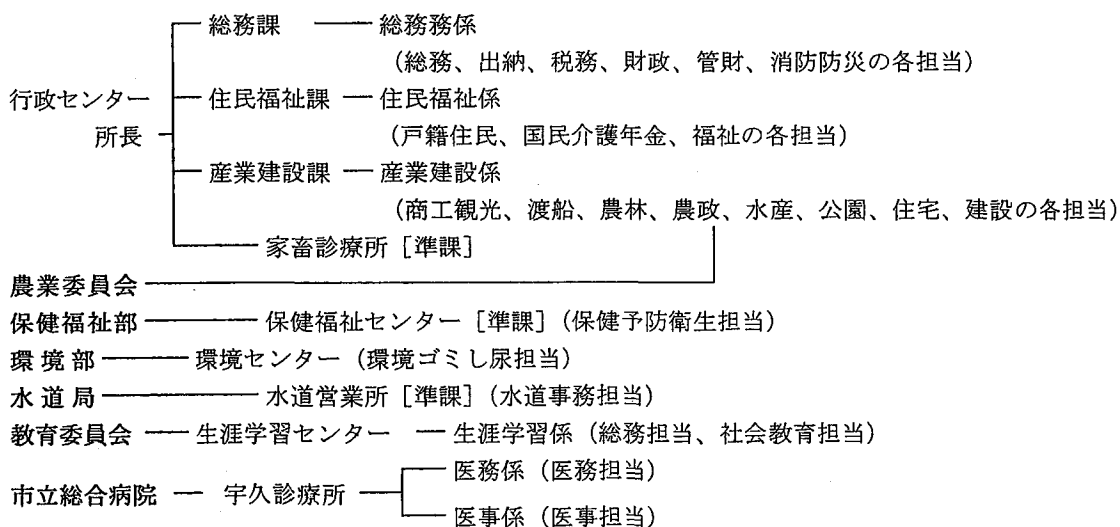 総務課 総務務係
(総務、出納、税務、財政、管財、消防防災の各担当)
行政センター 住民福祉課 住民福祉係
所長 (戸籍住民、国民介護年金、福祉の各担当)
産業建設課 産業建設係
(商工観光、渡船、農林、農政、水産、公園、住宅、建設の各担当)
家畜診療所[準課]
農業委員会
保健福祉部 保健福祉センター[準課](保健予防衛生担当)
環境部 環境センター(環境ゴミし尿担当)
水道局 水道営業所[準課](水道事務担当)
教育委員会 生涯学習センター 生涯学習係(総務担当、社会教育担当)
医務係(医務担当)
市立総合病院 宇久診療所
医事係(医事担当)